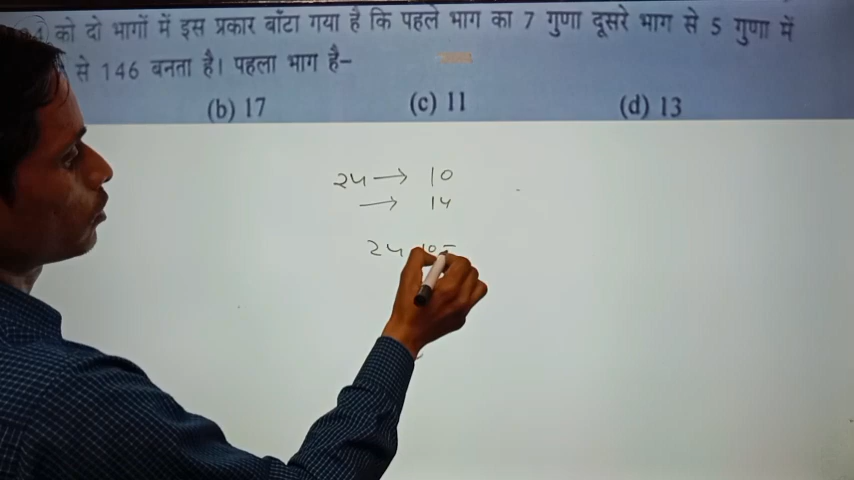 को दो भागों में इस प्रकार बाँटा गया है कि पहले भाग का 7 गुणा दूसरे भाग से 5 गुणा में
से 146 बनता है। पहला भाग है–
(b) 17 (c) 11 (d) 13
24 → 10
→ 14
24